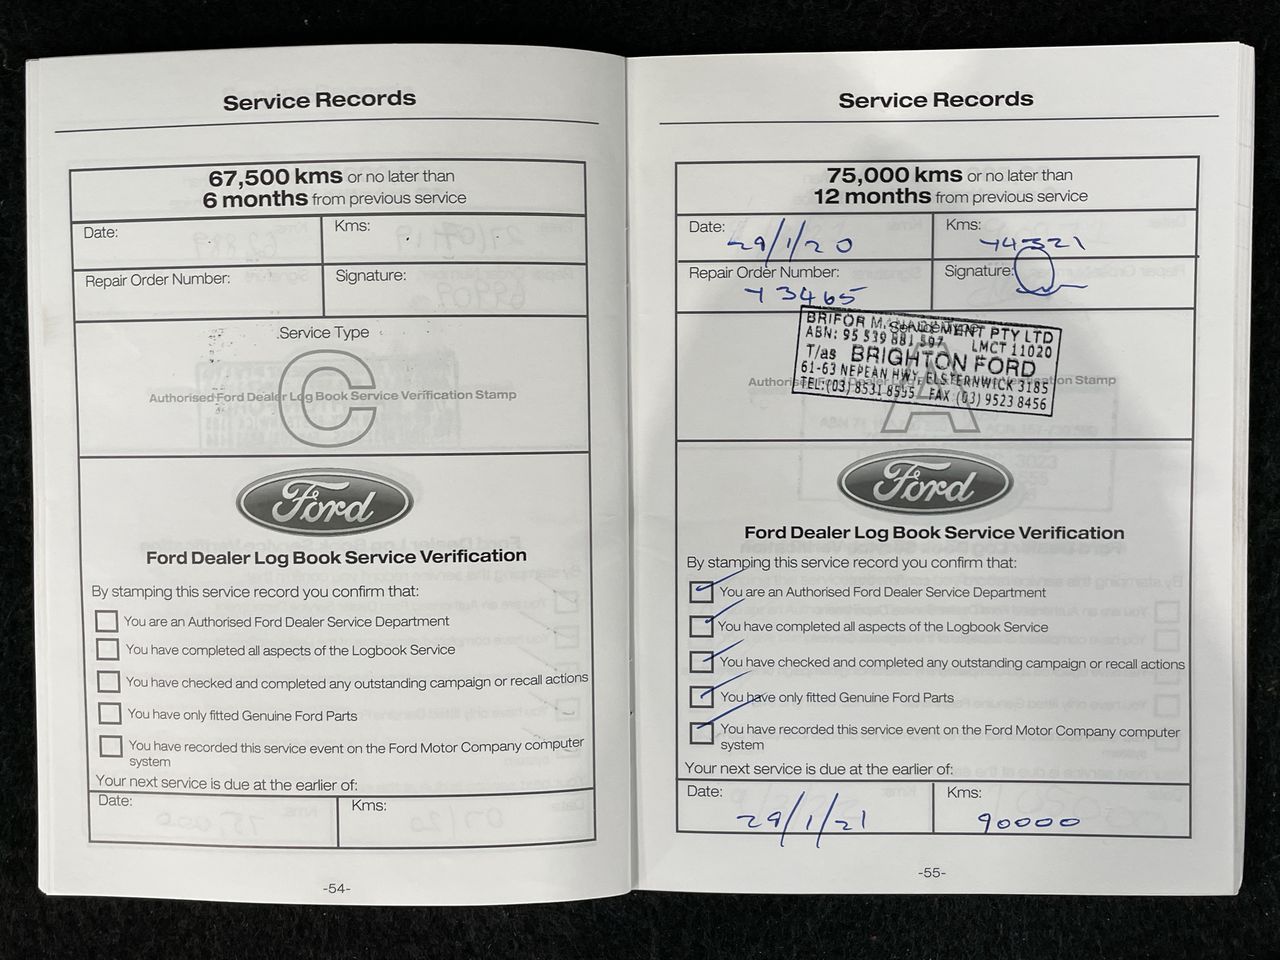 Service Records
67,500 kms or no later than
6 months from previous service
Date:
Kms:
Repair Order Number:
Signature:
Service Type
C
Authorised Ford Dealer Log Book Service Verification Stamp
Ford
Ford Dealer Log Book Service Verification
By stamping this service record you confirm that:
You are an Authorised Ford Dealer Service Department
You have completed all aspects of the Logbook Service
You have checked and completed any outstanding campaign or recall actions
You have only fitted Genuine Ford Parts
You have recorded this service event on the Ford Motor Company computer
system
Your next service is due at the earlier of:
Date:
Kms:
-54-
Service Records
75,000 kms or no later than
12 months from previous service
Date:
29/1/20
Kms:
74321
Repair Order Number:
73465
Signature:
BRIFOR MANAGEMENT PTY LTD
ABN: 95 539 881 597 LMCT 11020
T/as BRIGHTON FORD
61-63 NEPEAN HWY, ELSTERNWICK 3185
TEL: (03) 8531 8555 FAX (03) 9523 8456
A
Authorised Ford Dealer Log Book Service Verification Stamp
Ford
Ford Dealer Log Book Service Verification
By stamping this service record you confirm that:
You are an Authorised Ford Dealer Service Department
You have completed all aspects of the Logbook Service
You have checked and completed any outstanding campaign or recall actions
You have only fitted Genuine Ford Parts
You have recorded this service event on the Ford Motor Company computer
system
Your next service is due at the earlier of:
Date:
29/1/21
Kms:
90000
-55-